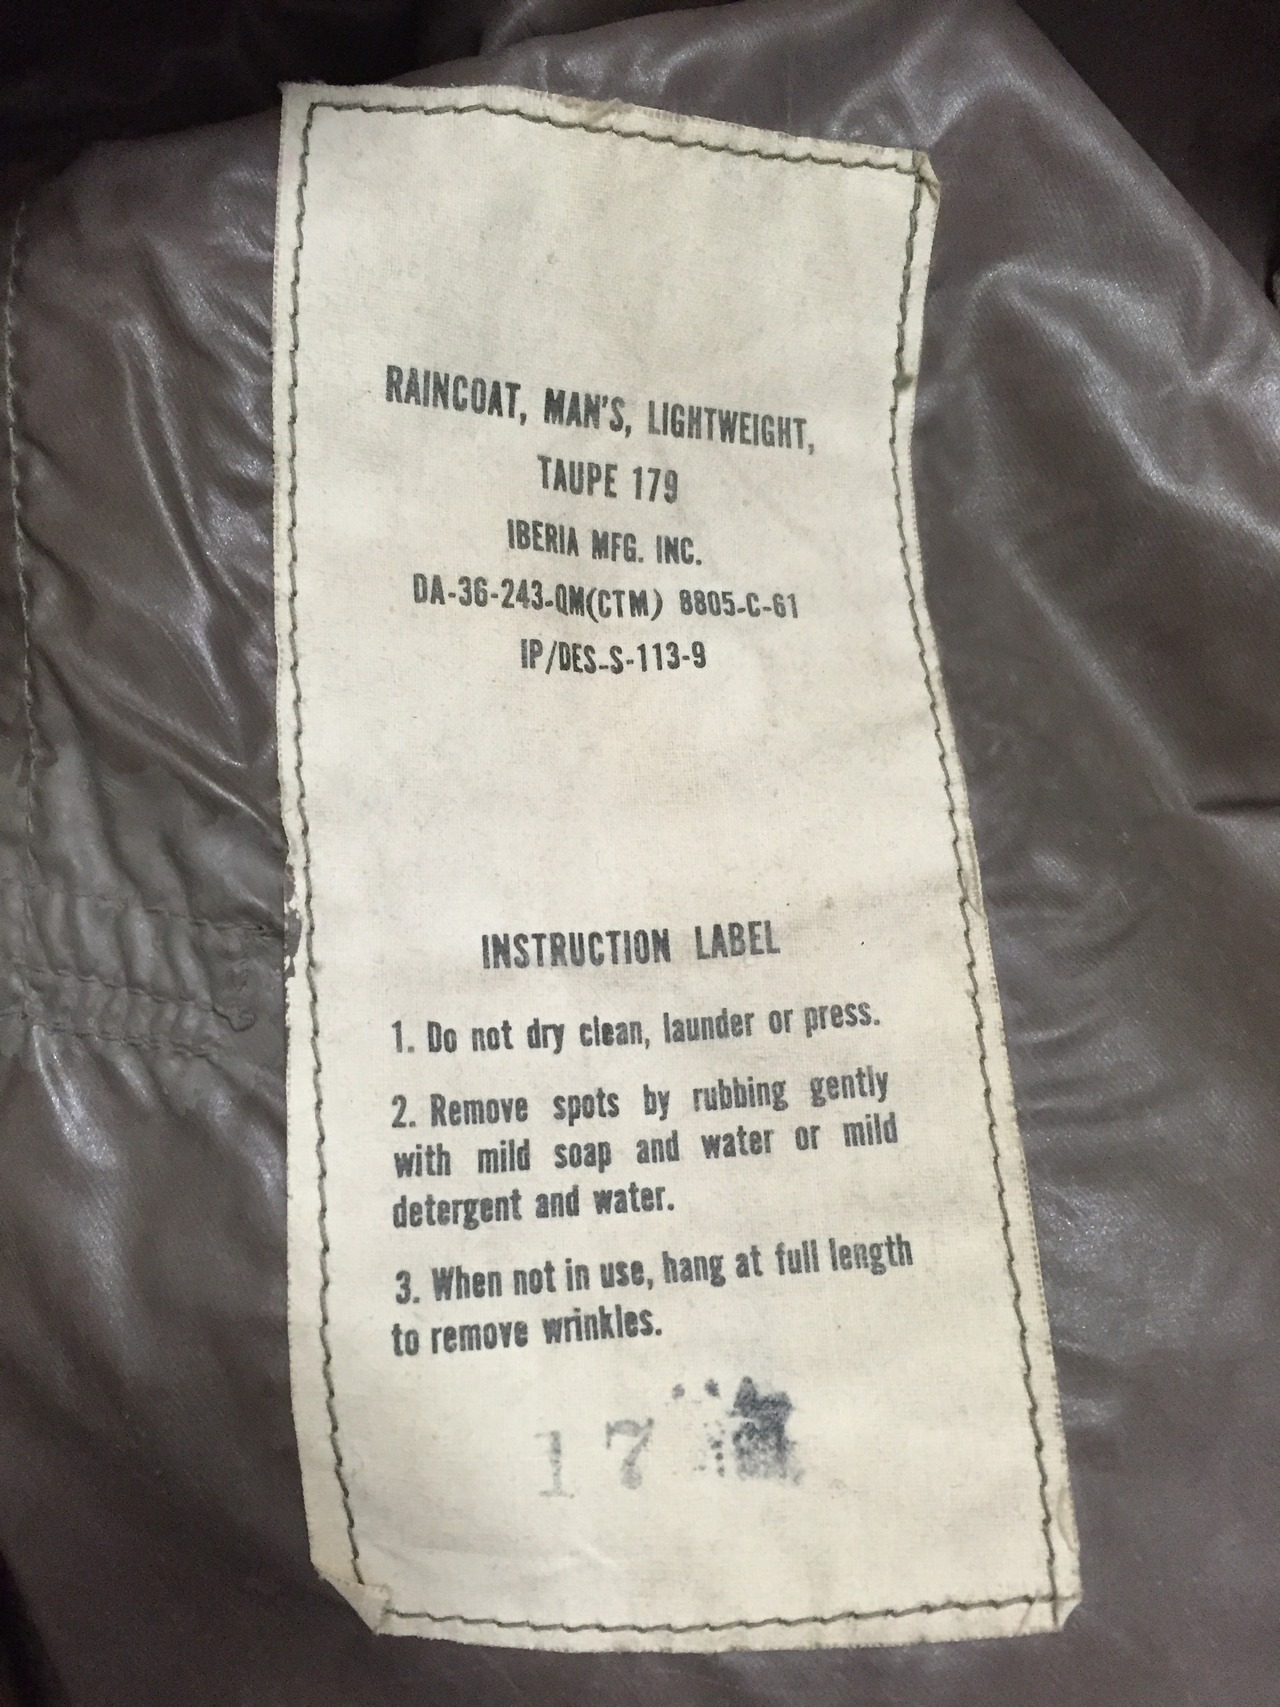 RAINCOAT, MAN'S, LIGHTWEIGHT,
TAUPE 179
IBERIA MFG. INC.
DA-36-243-QM(CTM) 8805-C-61
IP/DES-S-113-9
INSTRUCTION LABEL
1. Do not dry clean, launder or press.
2. Remove spots by rubbing gently
with mild soap and water or mild
detergent and water.
3. When not in use, hang at full length
to remove wrinkles.
17